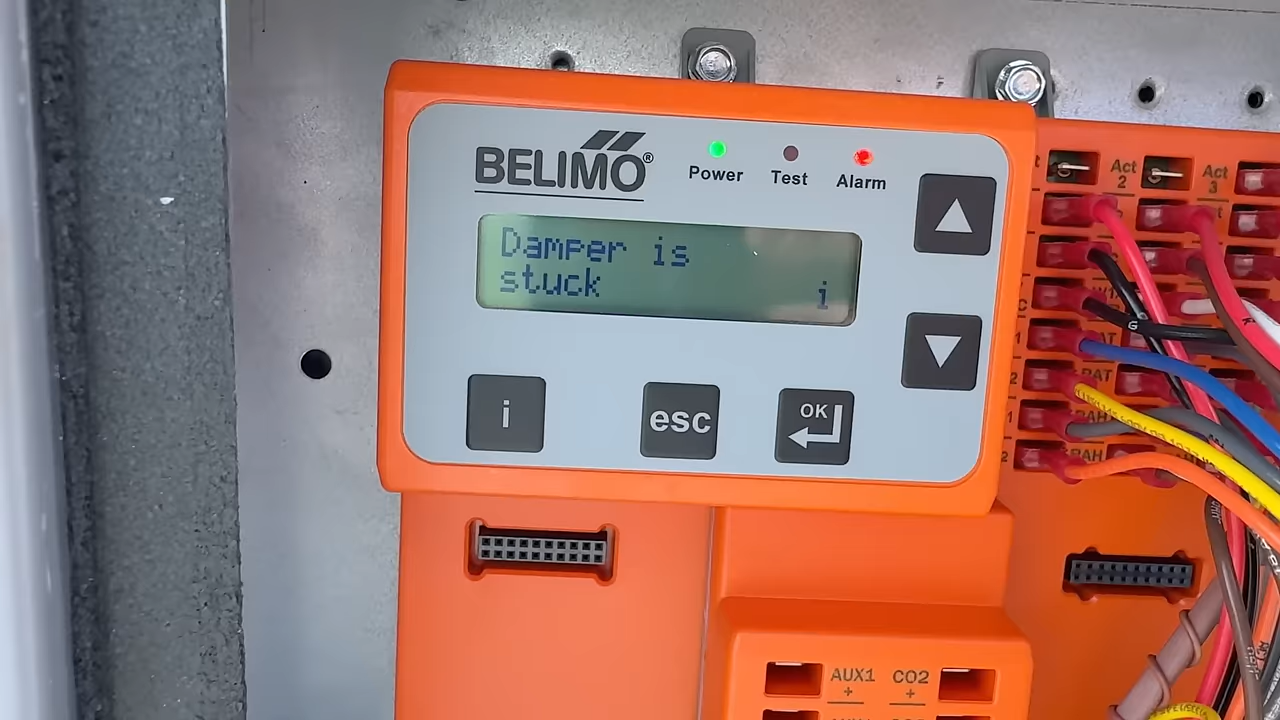 BELIMO®
Power Test Alarm
Damper is
stuck i
i esc OK
Act
2
Act
3
AUX1
+
CO2
+